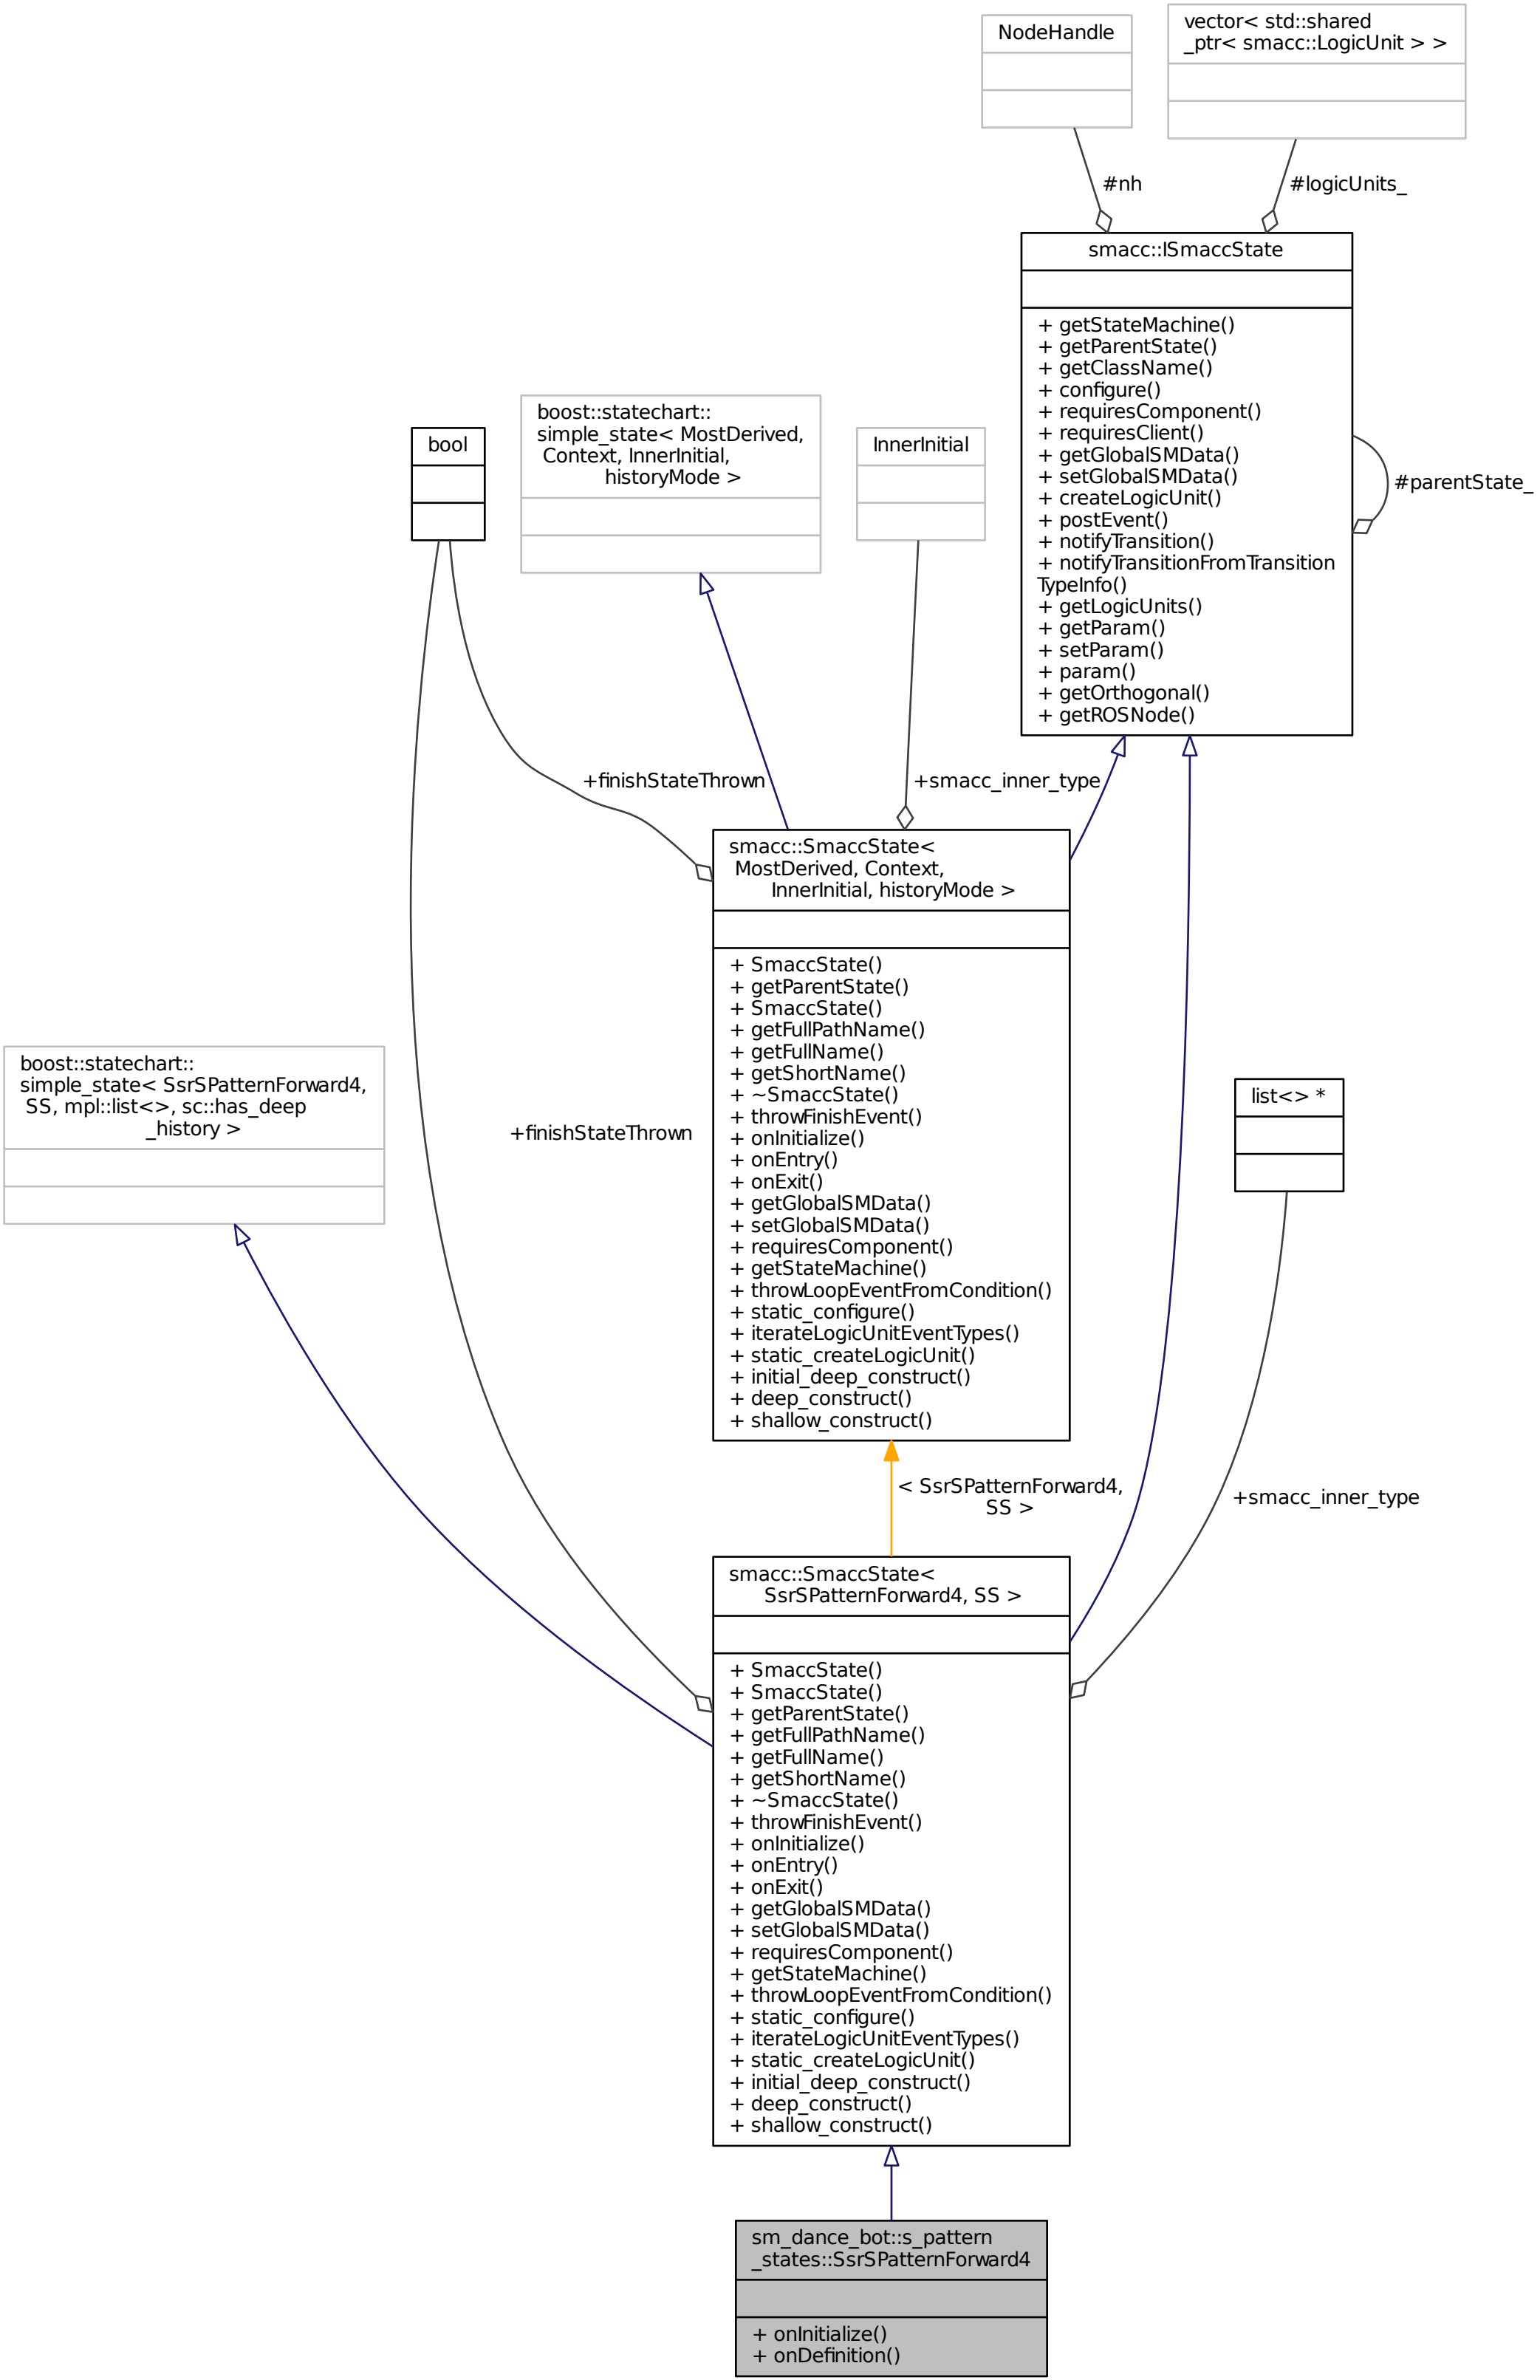 NodeHandle
vector< std::shared
_ptr< smacc::LogicUnit > >
#nh
#logicUnits_
smacc::ISmaccState
+ getStateMachine()
+ getParentState()
+ getClassName()
+ configure()
+ requiresComponent()
+ requiresClient()
+ getGlobalSMData()
+ setGlobalSMData()
+ createLogicUnit()
+ postEvent()
+ notifyTransition()
+ notifyTransitionFromTransition
TypeInfo()
+ getLogicUnits()
+ getParam()
+ setParam()
+ param()
+ getOrthogonal()
+ getROSNode()
#parentState_
bool
boost::statechart::
simple_state< MostDerived,
Context, InnerInitial,
historyMode >
InnerInitial
+finishStateThrown
+smacc_inner_type
smacc::SmaccState<
MostDerived, Context,
InnerInitial, historyMode >
+ SmaccState()
+ getParentState()
+ SmaccState()
+ getFullPathName()
+ getFullName()
+ getShortName()
+ ~SmaccState()
+ throwFinishEvent()
+ onInitialize()
+ onEntry()
+ onExit()
+ getGlobalSMData()
+ setGlobalSMData()
+ requiresComponent()
+ getStateMachine()
+ throwLoopEventFromCondition()
+ static_configure()
+ iterateLogicUnitEventTypes()
+ static_createLogicUnit()
+ initial_deep_construct()
+ deep_construct()
+ shallow_construct()
boost::statechart::
simple_state< SsrSPatternForward4,
SS, mpl::list<>, sc::has_deep
_history >
+finishStateThrown
list<> *
< SsrSPatternForward4,
SS >
+smacc_inner_type
smacc::SmaccState<
SsrSPatternForward4, SS >
+ SmaccState()
+ SmaccState()
+ getParentState()
+ getFullPathName()
+ getFullName()
+ getShortName()
+ ~SmaccState()
+ throwFinishEvent()
+ onInitialize()
+ onEntry()
+ onExit()
+ getGlobalSMData()
+ setGlobalSMData()
+ requiresComponent()
+ getStateMachine()
+ throwLoopEventFromCondition()
+ static_configure()
+ iterateLogicUnitEventTypes()
+ static_createLogicUnit()
+ initial_deep_construct()
+ deep_construct()
+ shallow_construct()
sm_dance_bot::s_pattern
_states::SsrSPatternForward4
+ onInitialize()
+ onDefinition()